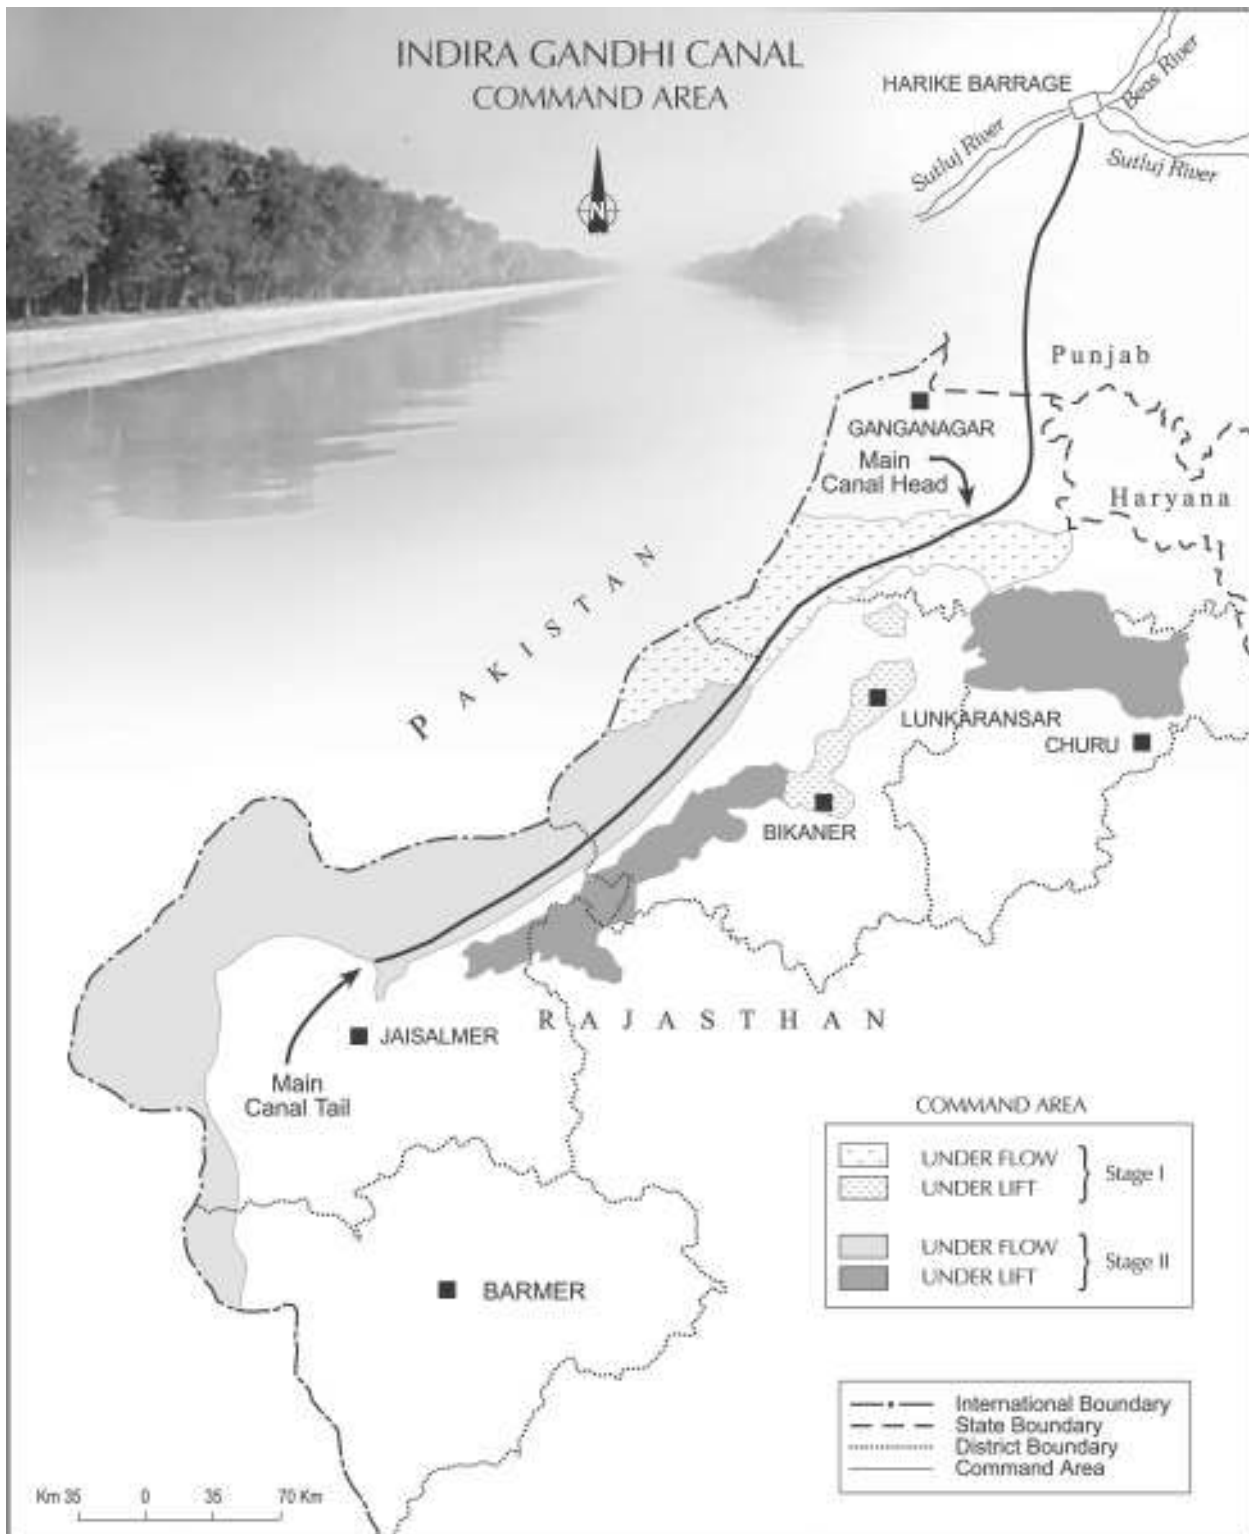 INDIRA GANDHI CANAL
COMMAND AREA
HARIKE BARRAGE
Beas River
Sutluj River
Sutluj River
N
Punjab
GANGANAGAR
Main
Canal Head
Haryana
PAKISTAN
LUNKARANSAR
CHURU
BIKANER
RAJASTHAN
JAISALMER
Main
Canal Tail
BARMER
COMMAND AREA
UNDER FLOW
UNDER LIFT
Stage I
UNDER FLOW
UNDER LIFT
Stage II
International Boundary
State Boundary
District Boundary
Command Area
Km 35 0 35 70 Km